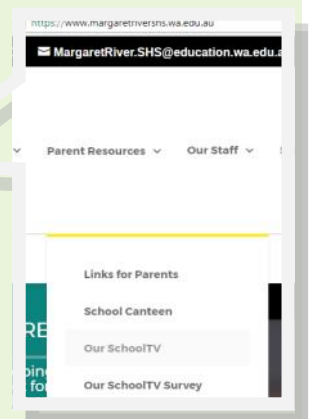 https://www.margaretrivershs.wa.edu.au
MargaretRiver.SHS@education.wa.edu.a
Parent Resources Our Staff
Links for Parents
School Canteen
Our SchoolTV
Our SchoolTV Survey